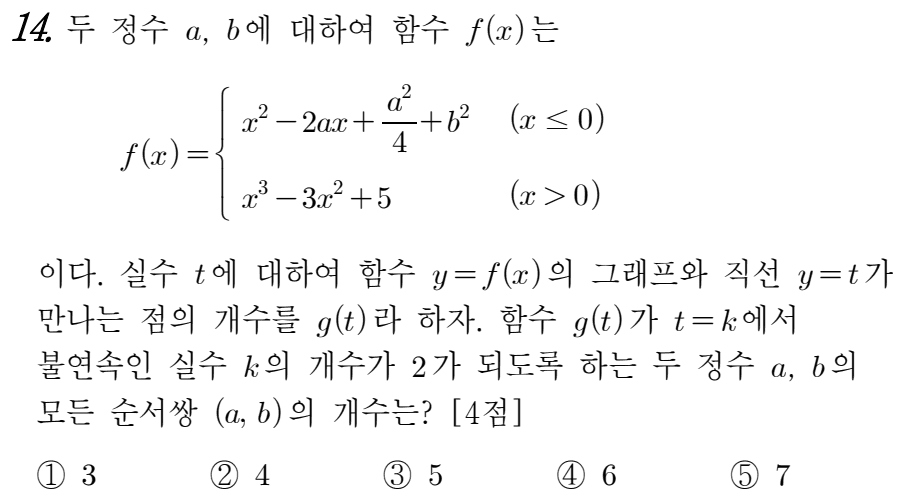 14. 두 정수 a, b에 대하여 함수 f(x)는
f(x) = { x² − 2ax + a²/4 + b² (x ≤ 0)
x³ − 3x² + 5 (x > 0)
이다. 실수 t에 대하여 함수 y = f(x)의 그래프와 직선 y = t가
만나는 점의 개수를 g(t)라 하자. 함수 g(t)가 t = k에서
불연속인 실수 k의 개수가 2가 되도록 하는 두 정수 a, b의
모든 순서쌍 (a, b)의 개수는? [4점]
① 3 ② 4 ③ 5 ④ 6 ⑤ 7